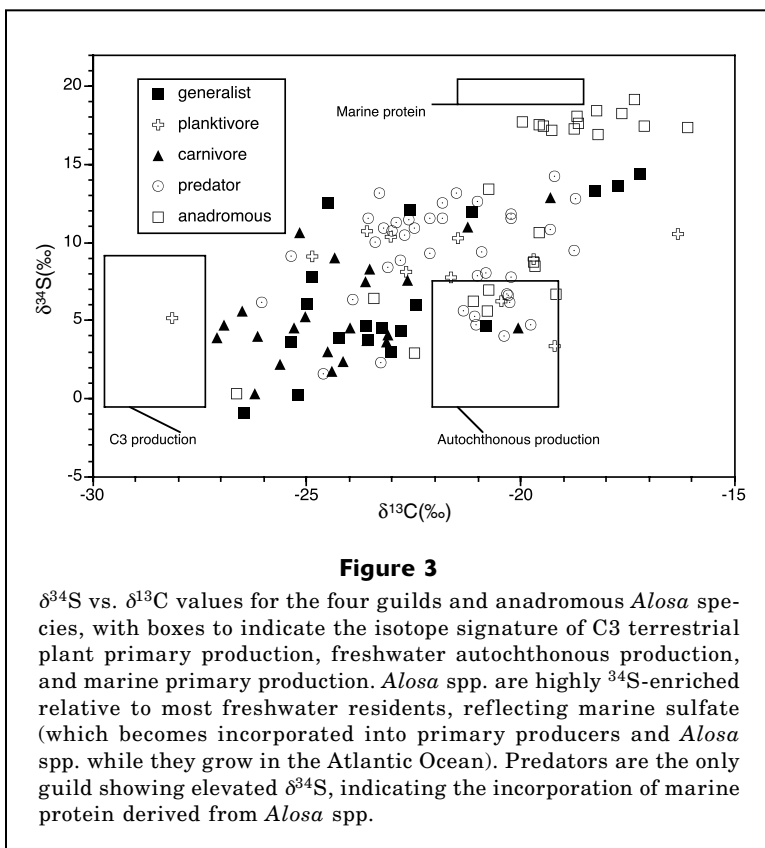 20
15
10
5
0
-5
δ34S(‰)
generalist
planktivore
carnivore
predator
anadromous
Marine protein
C3 production
Autochthonous production
-30
-25
-20
-15
δ13C(‰)
Figure 3
δ34S vs. δ13C values for the four guilds and anadromous Alosa spe-
cies, with boxes to indicate the isotope signature of C3 terrestrial
plant primary production, freshwater autochthonous production,
and marine primary production. Alosa spp. are highly 34S-enriched
relative to most freshwater residents, reflecting marine sulfate
(which becomes incorporated into primary producers and Alosa
spp. while they grow in the Atlantic Ocean). Predators are the only
guild showing elevated δ34S, indicating the incorporation of marine
protein derived from Alosa spp.